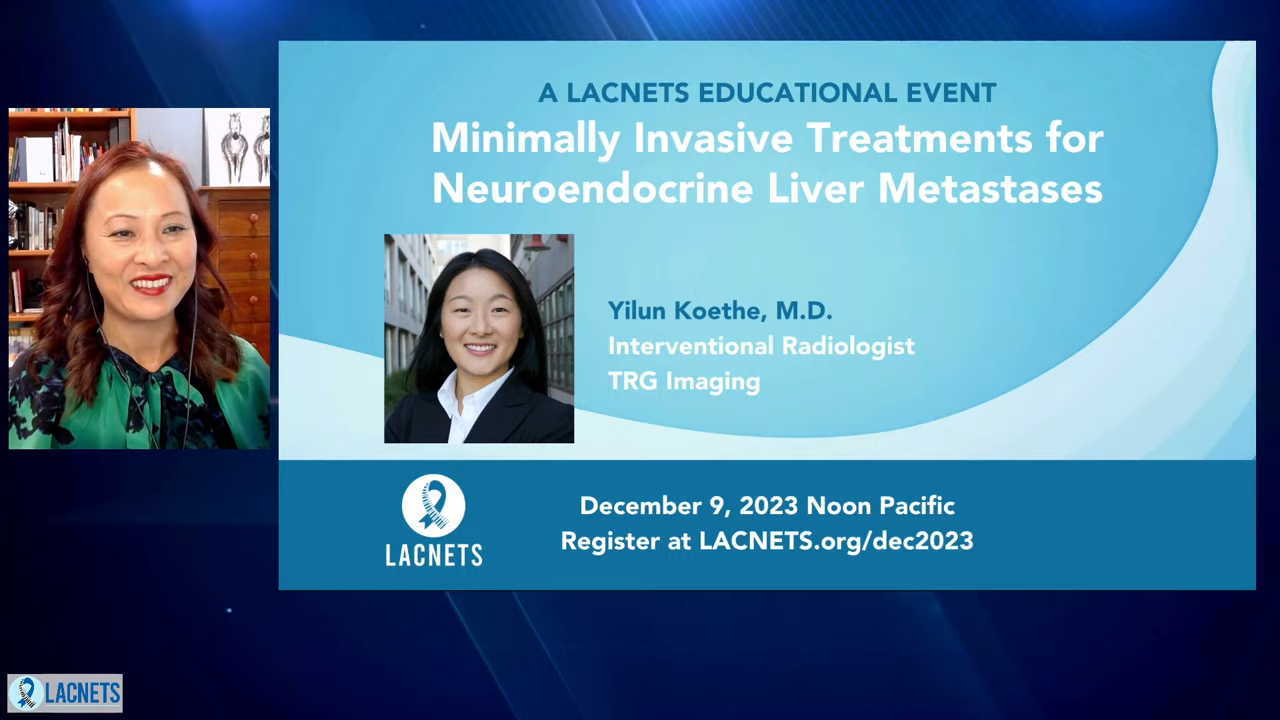 A LACNETS EDUCATIONAL EVENT
Minimally Invasive Treatments for
Neuroendocrine Liver Metastases
Yilun Koethe, M.D.
Interventional Radiologist
TRG Imaging
LACNETS
December 9, 2023 Noon Pacific
Register at LACNETS.org/dec2023
LACNETS